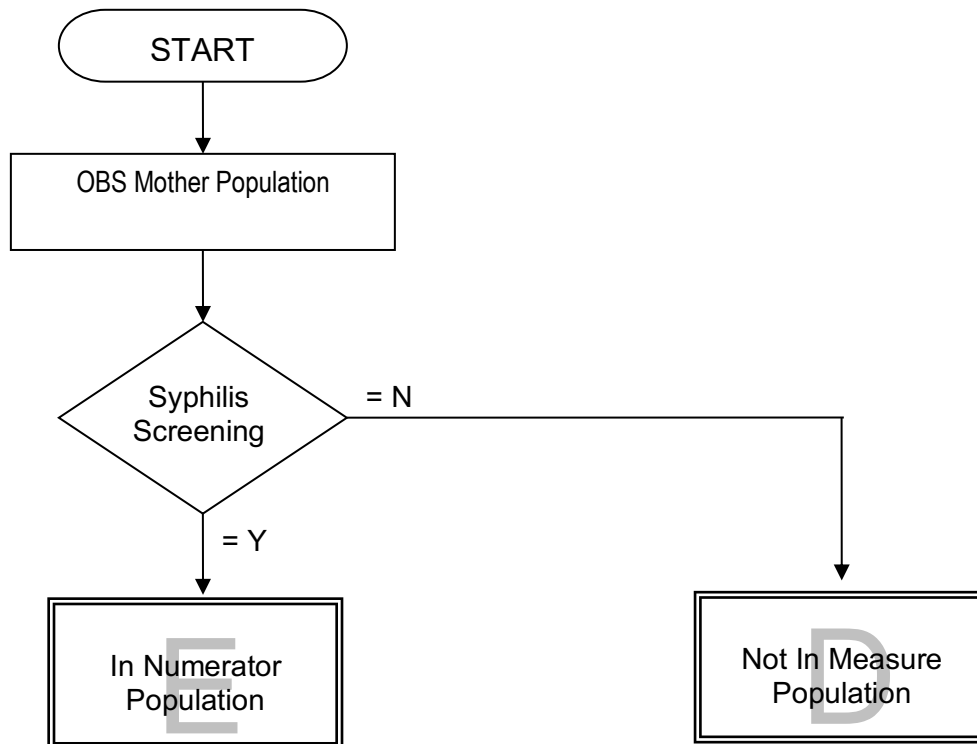 START
OBS Mother Population
Syphilis
Screening
= N
= Y
E
In Numerator
Population
D
Not In Measure
Population